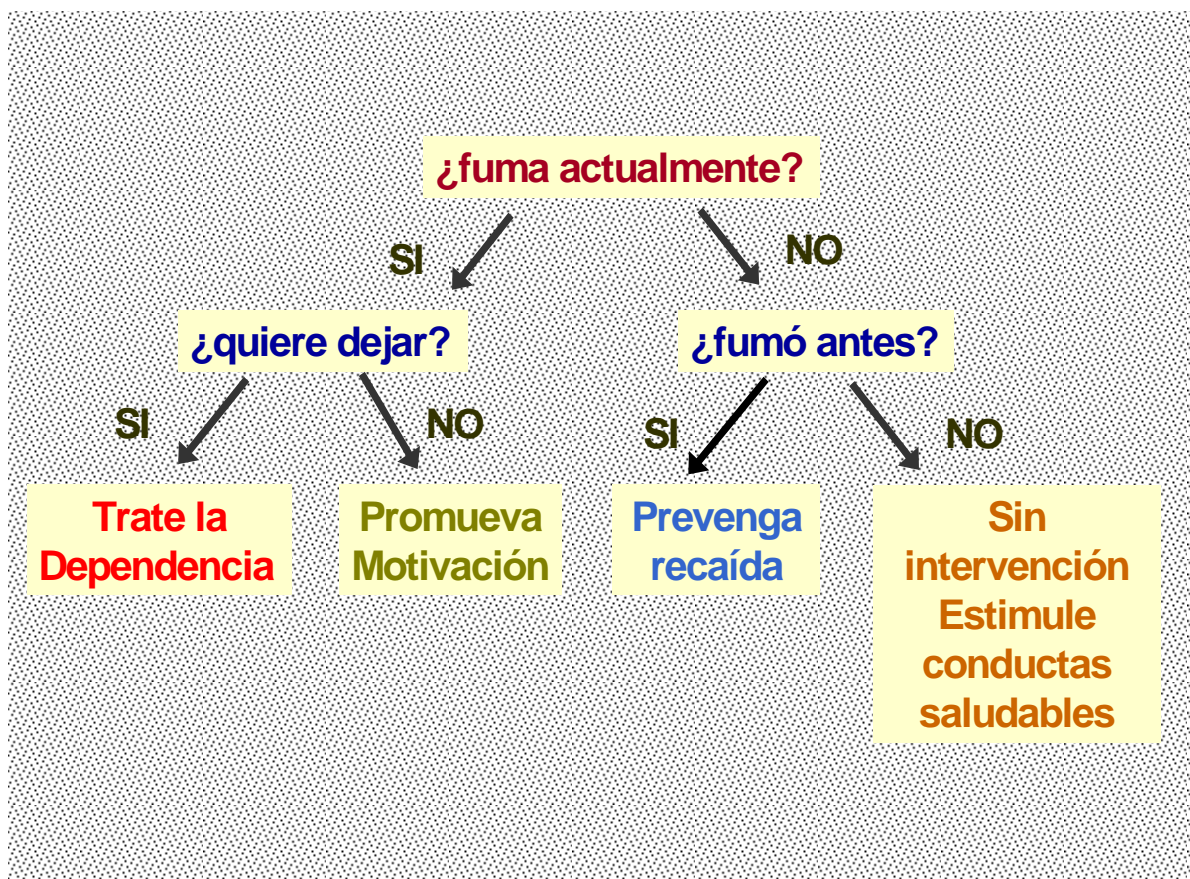 ¿fuma actualmente?
SI
NO
¿quiere dejar?
¿fumó antes?
SI
NO
SI
NO
Trate la
Dependencia
Promueva
Motivación
Prevenga
recaída
Sin
intervención
Estimule
conductas
saludables